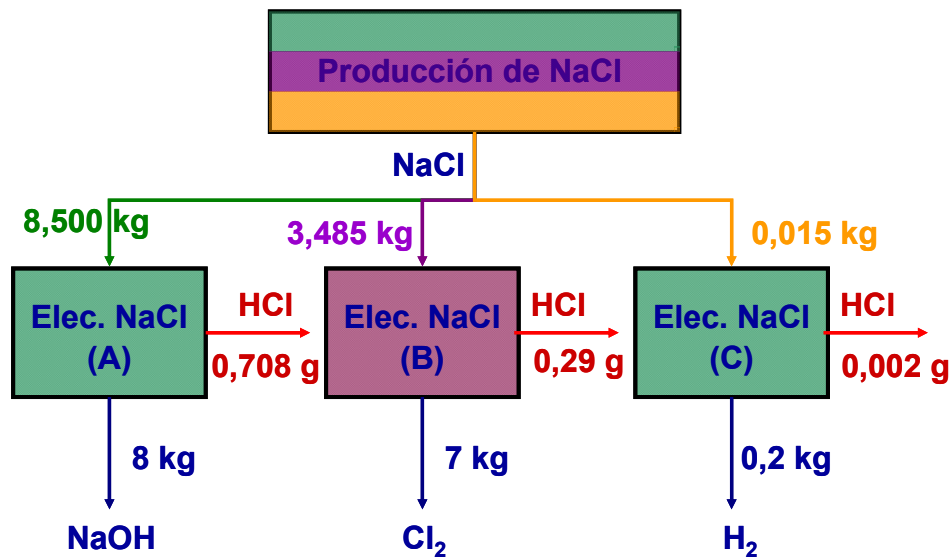 Producción de NaCl
NaCl
8,500 kg
3,485 kg
0,015 kg
Elec. NaCl
(A)
HCl
0,708 g
Elec. NaCl
(B)
HCl
0,29 g
Elec. NaCl
(C)
HCl
0,002 g
8 kg
7 kg
0,2 kg
NaOH
Cl₂
H₂